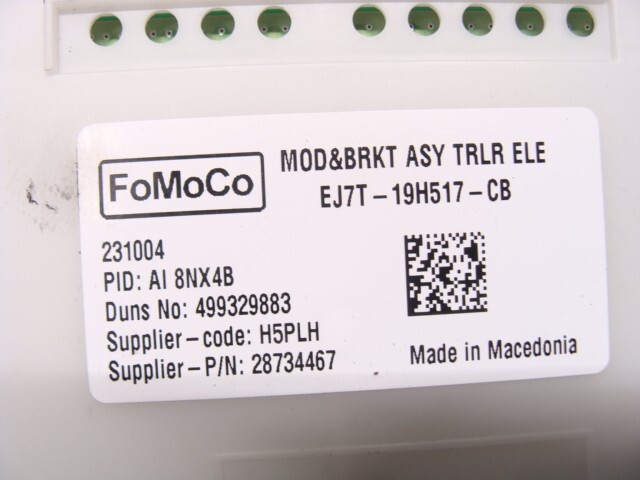 FoMoCo
MOD&BRKT ASY TRLR ELE
EJ7T-19H517-CB
231004
PID: AI 8NX4B
Duns No: 499329883
Supplier-code: H5PLH
Supplier-P/N: 28734467
Made in Macedonia